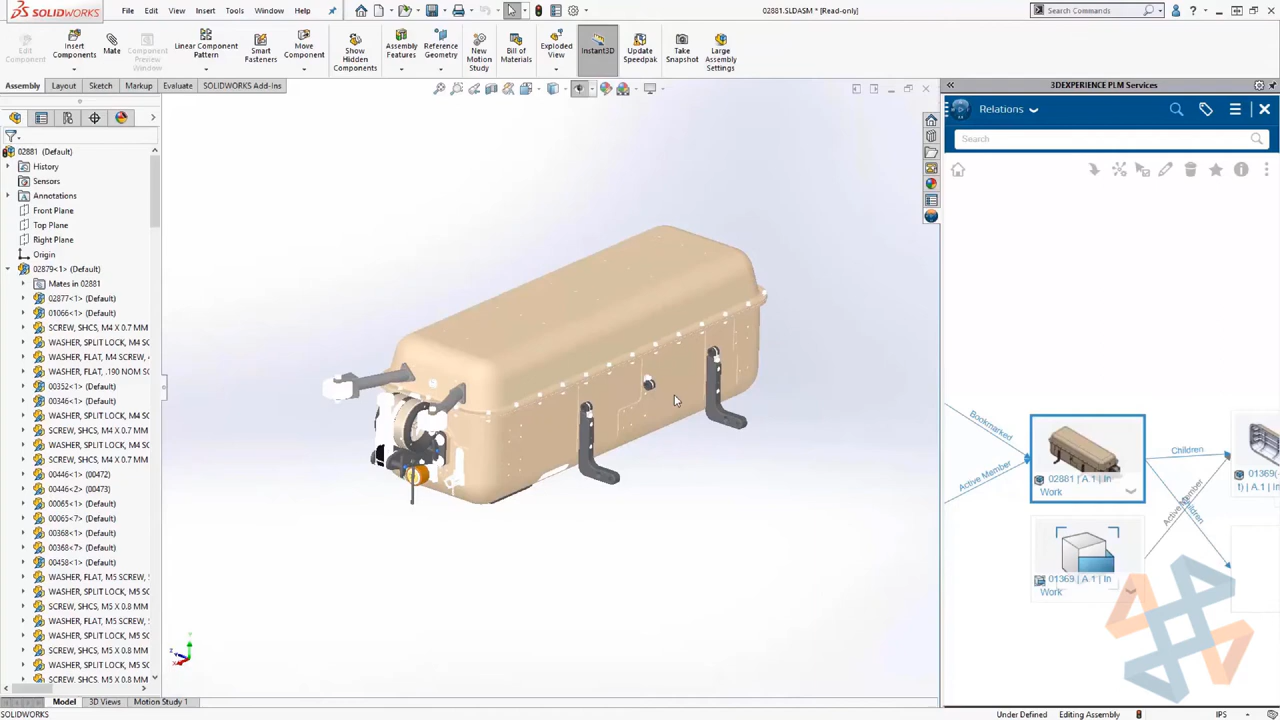 SOLIDWORKS
File
Edit
View
Insert
Tools
Window
Help
02881.SLDASM * [Read-only]
Search Commands
Edit
Component
Insert
Components
Mate
Component
Preview
Window
Linear Component
Pattern
Smart
Fasteners
Move
Component
Show
Hidden
Components
Assembly
Features
Reference
Geometry
New
Motion
Study
Bill of
Materials
Exploded
View
Instant3D
Update
Speedpak
Take
Snapshot
Large
Assembly
Settings
Assembly
Layout
Sketch
Markup
Evaluate
SOLIDWORKS Add-Ins
3DEXPERIENCE PLM Services
Relations
Search
02881 (Default)
History
Sensors
Annotations
Front Plane
Top Plane
Right Plane
Origin
02879<1> (Default)
Mates in 02881
02877<1> (Default)
01066<1> (Default)
SCREW, SHCS, M4 X 0.7 MM
WASHER, SPLIT LOCK, M4 SC
WASHER, FLAT, M4 SCREW, 4
WASHER, FLAT, .190 NOM S
00352<1> (Default)
00346<1> (Default)
WASHER, SPLIT LOCK, M4 SC
SCREW, SHCS, M4 X 0.7 MM
WASHER, SPLIT LOCK, M4 SC
SCREW, SHCS, M4 X 0.7 MM
00446<1> (00472)
00446<2> (00473)
00065<1> (Default)
00065<7> (Default)
00368<1> (Default)
00368<7> (Default)
00458<1> (Default)
WASHER, FLAT, M5 SCREW, 5
WASHER, SPLIT LOCK, M5 SC
SCREW, SHCS, M5 X 0.8 MM
WASHER, FLAT, M5 SCREW, 5
WASHER, SPLIT LOCK, M5 SC
SCREW, SHCS, M5 X 0.8 MM
WASHER, SPLIT LOCK, M5 SC
SCREW, SHCS, M5 X 0.8 MM
Bookmarked
Active Member
02881 | A.1 | In
Work
Children
Active Member
Children
01369(-
t) | A.1 | In
01369 | A.1 | In
Work
Model
3D Views
Motion Study 1
SOLIDWORKS
Under Defined
Editing Assembly
IPS